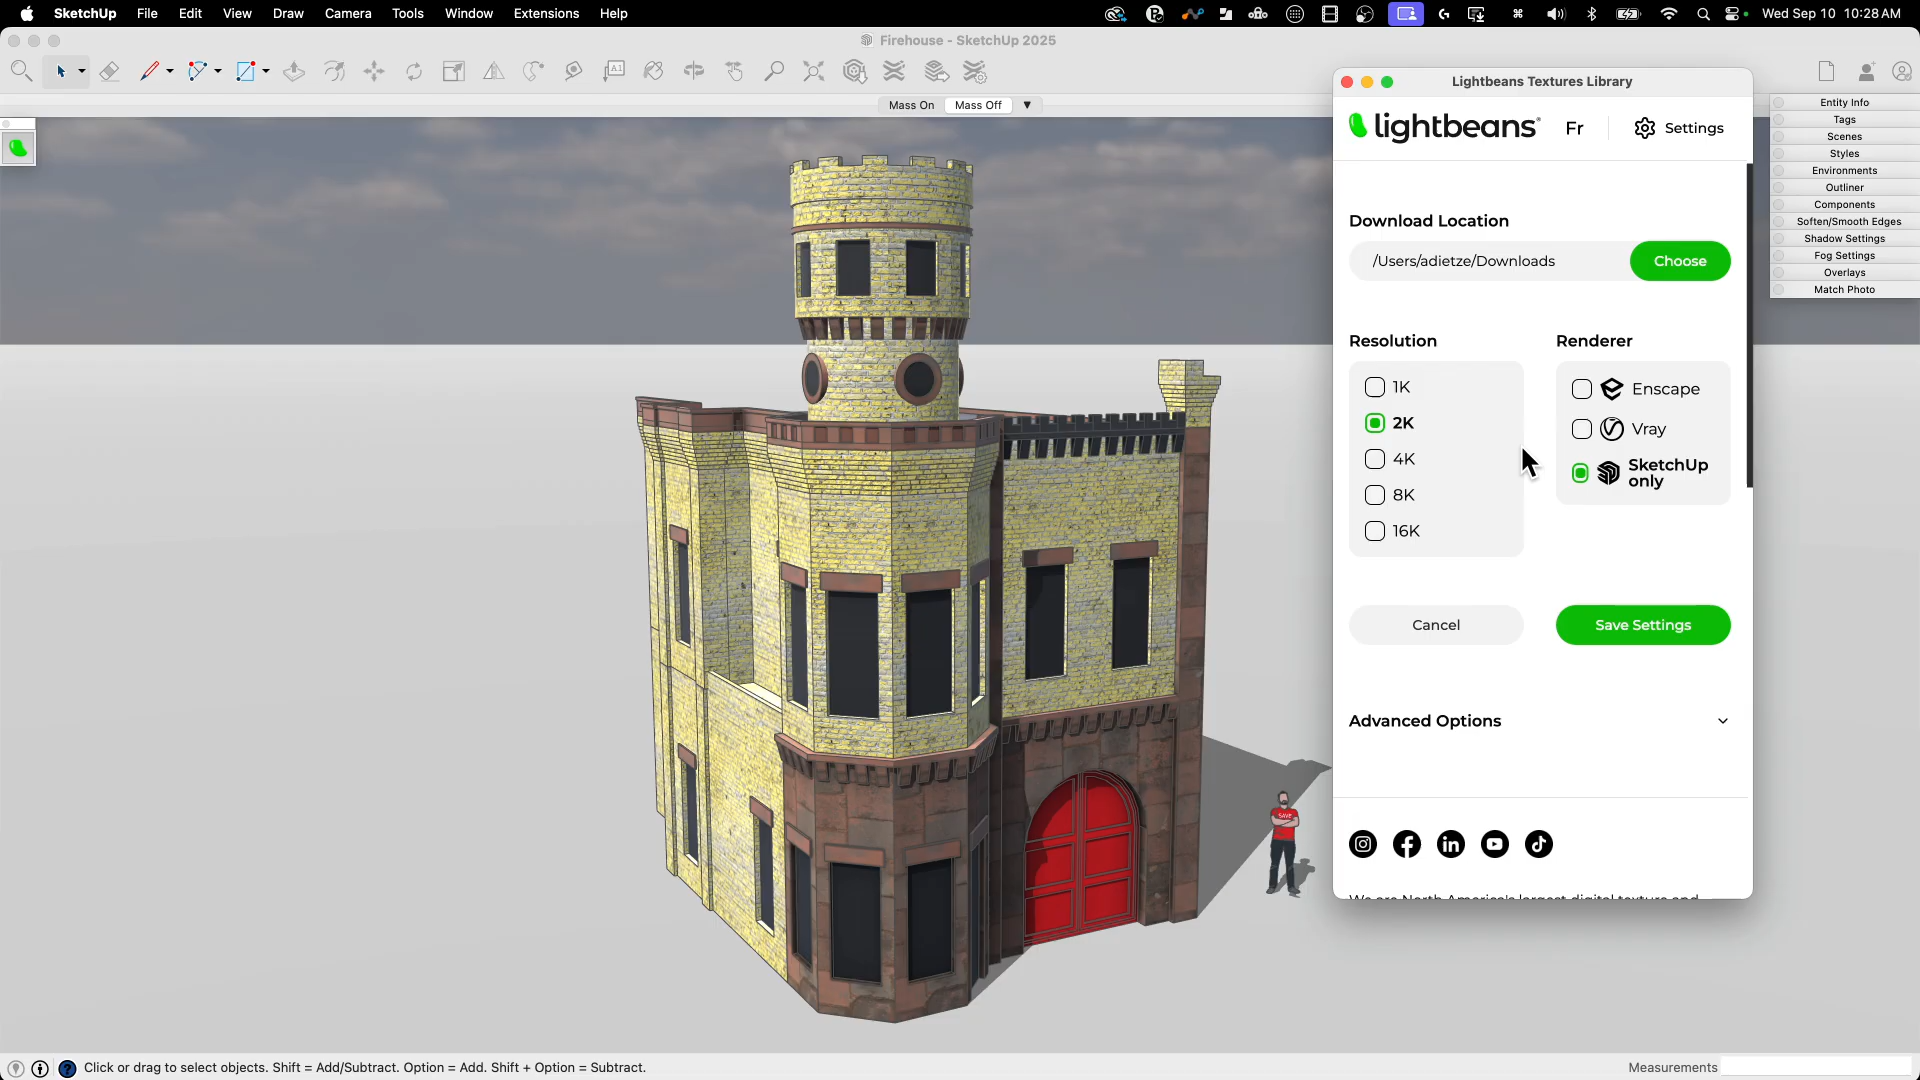 SketchUp File Edit View Draw Camera Tools Window Extensions Help Wed Sep 10 10:28 AM
Firehouse - SketchUp 2025
Mass On Mass Off
Lightbeans Textures Library
lightbeans Fr Settings
Download Location
/Users/adietze/Downloads Choose
Resolution
1K
2K
4K
8K
16K
Renderer
Enscape
Vray
SketchUp
only
Cancel Save Settings
Advanced Options
Entity Info
Tags
Scenes
Styles
Environments
Outliner
Components
Soften/Smooth Edges
Shadow Settings
Fog Settings
Overlays
Match Photo
SAVE
Click or drag to select objects. Shift = Add/Subtract. Option = Add. Shift + Option = Subtract.
Measurements